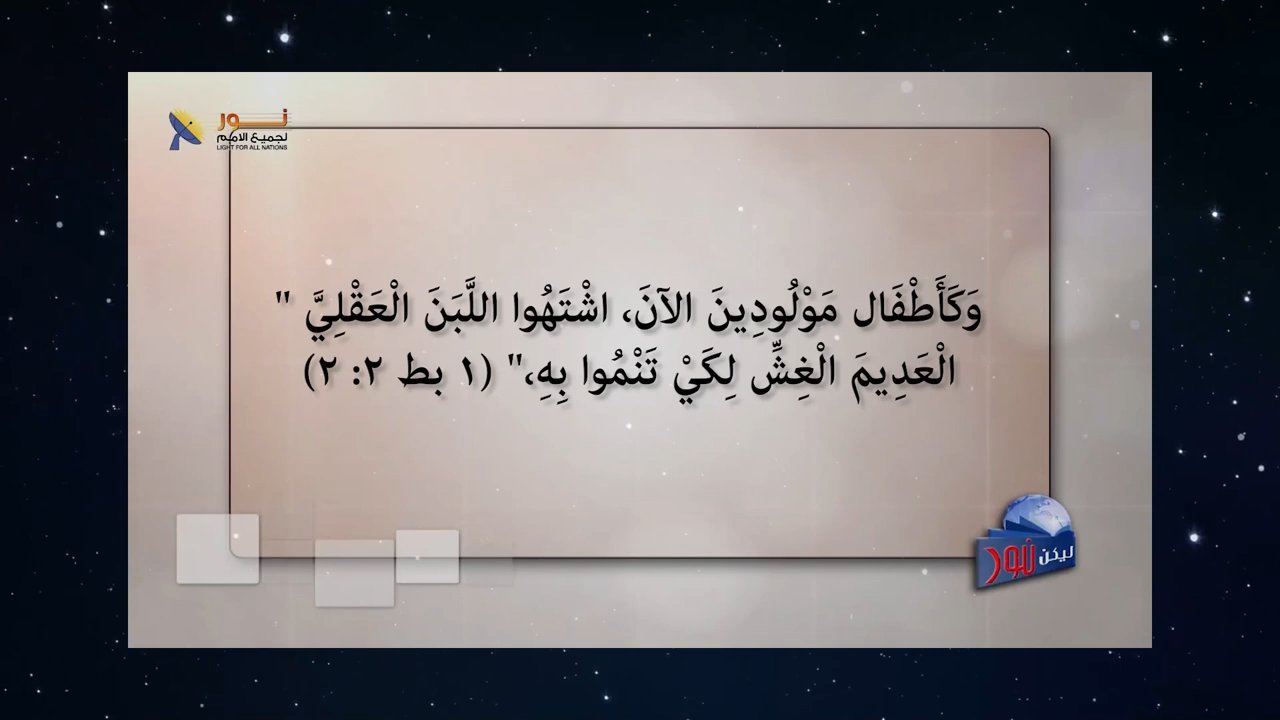 نور
لجميع الامم
LIGHT FOR ALL NATIONS
وَكَأَطْفَال مَوْلُودِينَ الآنَ، اشْتَهُوا اللَّبَنَ الْعَقْلِيَّ "
الْعَدِيمَ الْغِشِّ لِكَيْ تَنْمُوا بِهِ،" (١ بط ٢: ٢)
ليكن نور